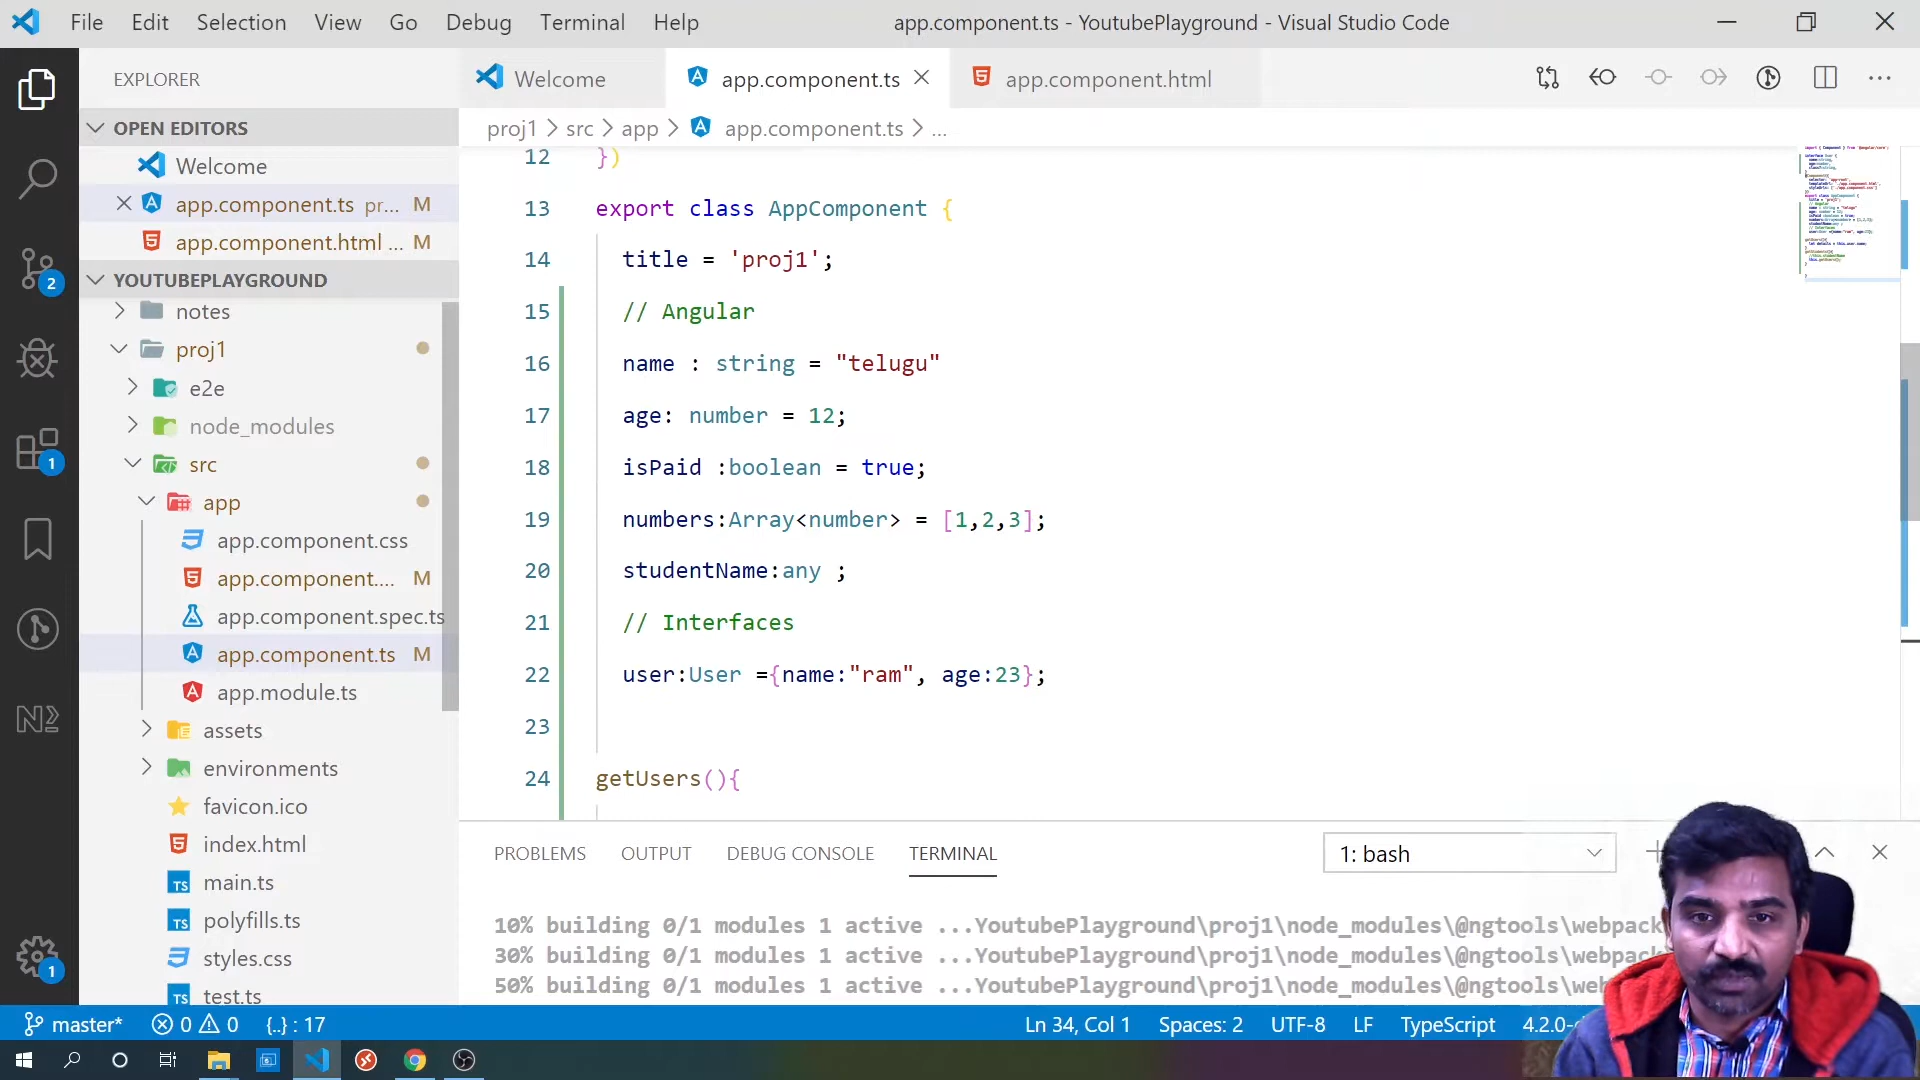 File Edit Selection View Go Debug Terminal Help
app.component.ts - YoutubePlayground - Visual Studio Code
EXPLORER
OPEN EDITORS
Welcome
app.component.ts pr... M
app.component.html ... M
YOUTUBEPLAYGROUND
notes
proj1
e2e
node_modules
src
app
app.component.css
app.component.... M
app.component.spec.ts
app.component.ts M
app.module.ts
assets
environments
favicon.ico
index.html
main.ts
polyfills.ts
styles.css
test.ts
2
1
1
Welcome
app.component.ts
app.component.html
proj1 > src > app > app.component.ts > ...
12 })
13 export class AppComponent {
14 title = 'proj1';
15 // Angular
16 name : string = "telugu"
17 age: number = 12;
18 isPaid :boolean = true;
19 numbers:Array<number> = [1,2,3];
20 studentName:any ;
21 // Interfaces
22 user:User ={name:"ram", age:23};
23
24 getUsers(){
PROBLEMS OUTPUT DEBUG CONSOLE TERMINAL
1: bash
10% building 0/1 modules 1 active ...YoutubePlayground\proj1\node_modules\@ngtools\webpack
30% building 0/1 modules 1 active ...YoutubePlayground\proj1\node_modules\@ngtools\webpack
50% building 0/1 modules 1 active ...YoutubePlayground\proj1\node_modules\@ngtools\web
master* 0 0 {..} : 17
Ln 34, Col 1 Spaces: 2 UTF-8 LF TypeScript 4.2.0-d